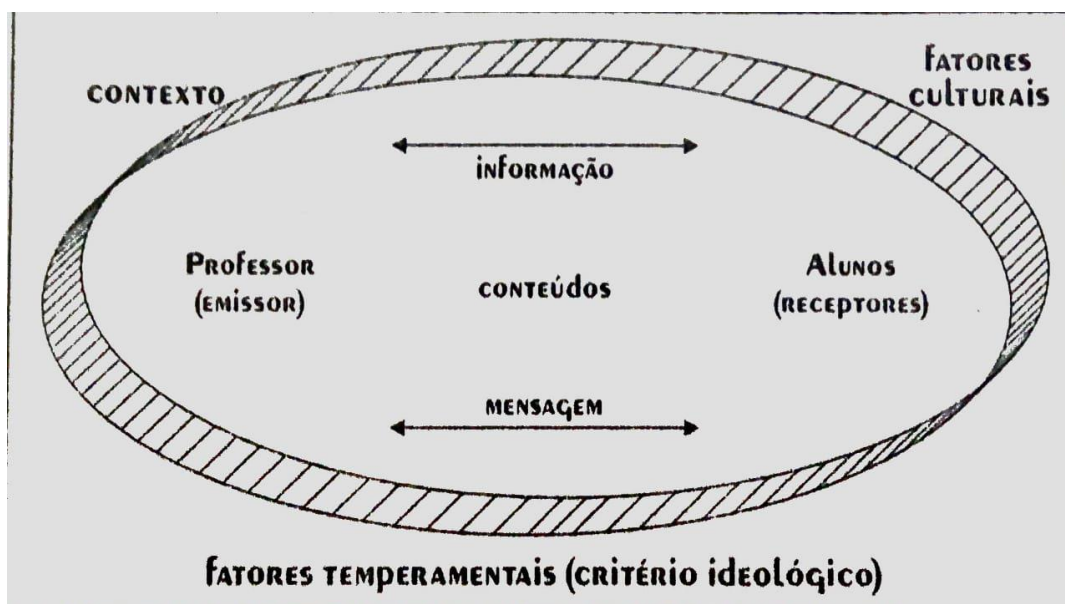 CONTEXTO
FATORES
CULTURAIS
INFORMAÇÃO
PROFESSOR
(EMISSOR)
CONTEÚDOS
ALUNOS
(RECEPTORES)
MENSAGEM
FATORES TEMPERAMENTAIS (CRITÉRIO IDEOLÓGICO)